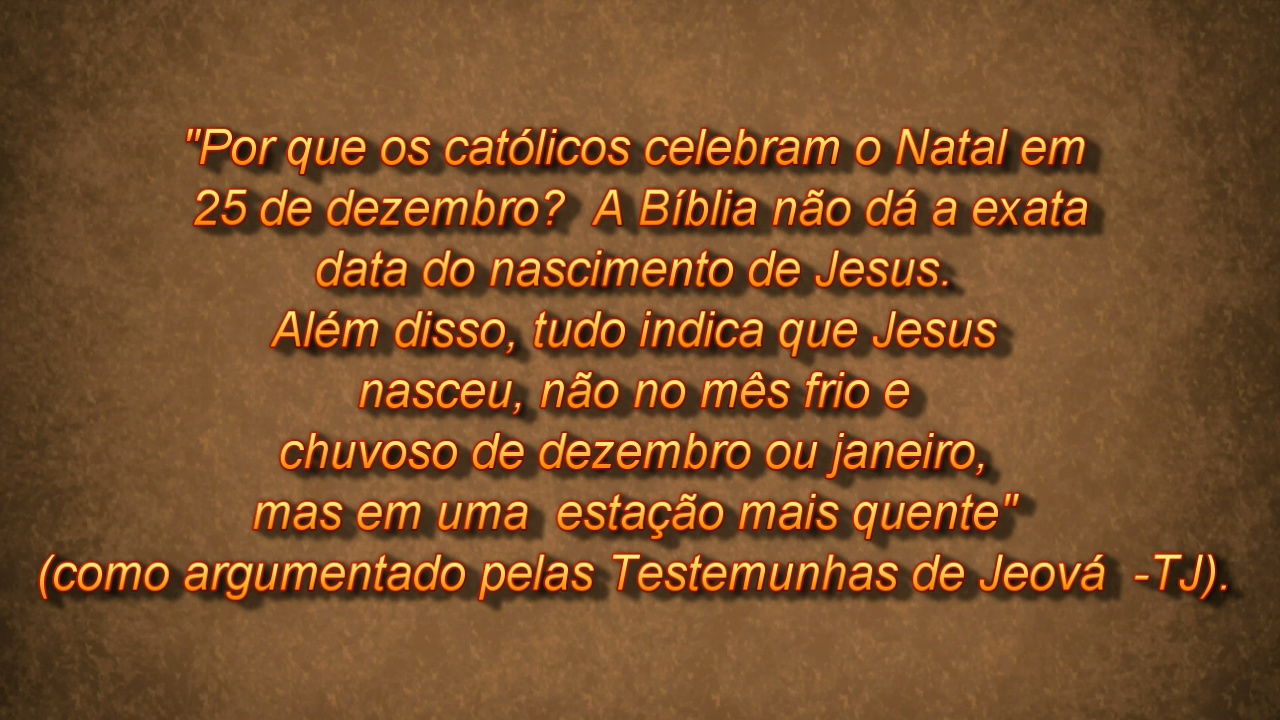 "Por que os católicos celebram o Natal em
25 de dezembro?  A Bíblia não dá a exata
data do nascimento de Jesus.
Além disso, tudo indica que Jesus
nasceu, não no mês frio e
chuvoso de dezembro ou janeiro,
mas em uma  estação mais quente"
(como argumentado pelas Testemunhas de Jeová  -TJ).